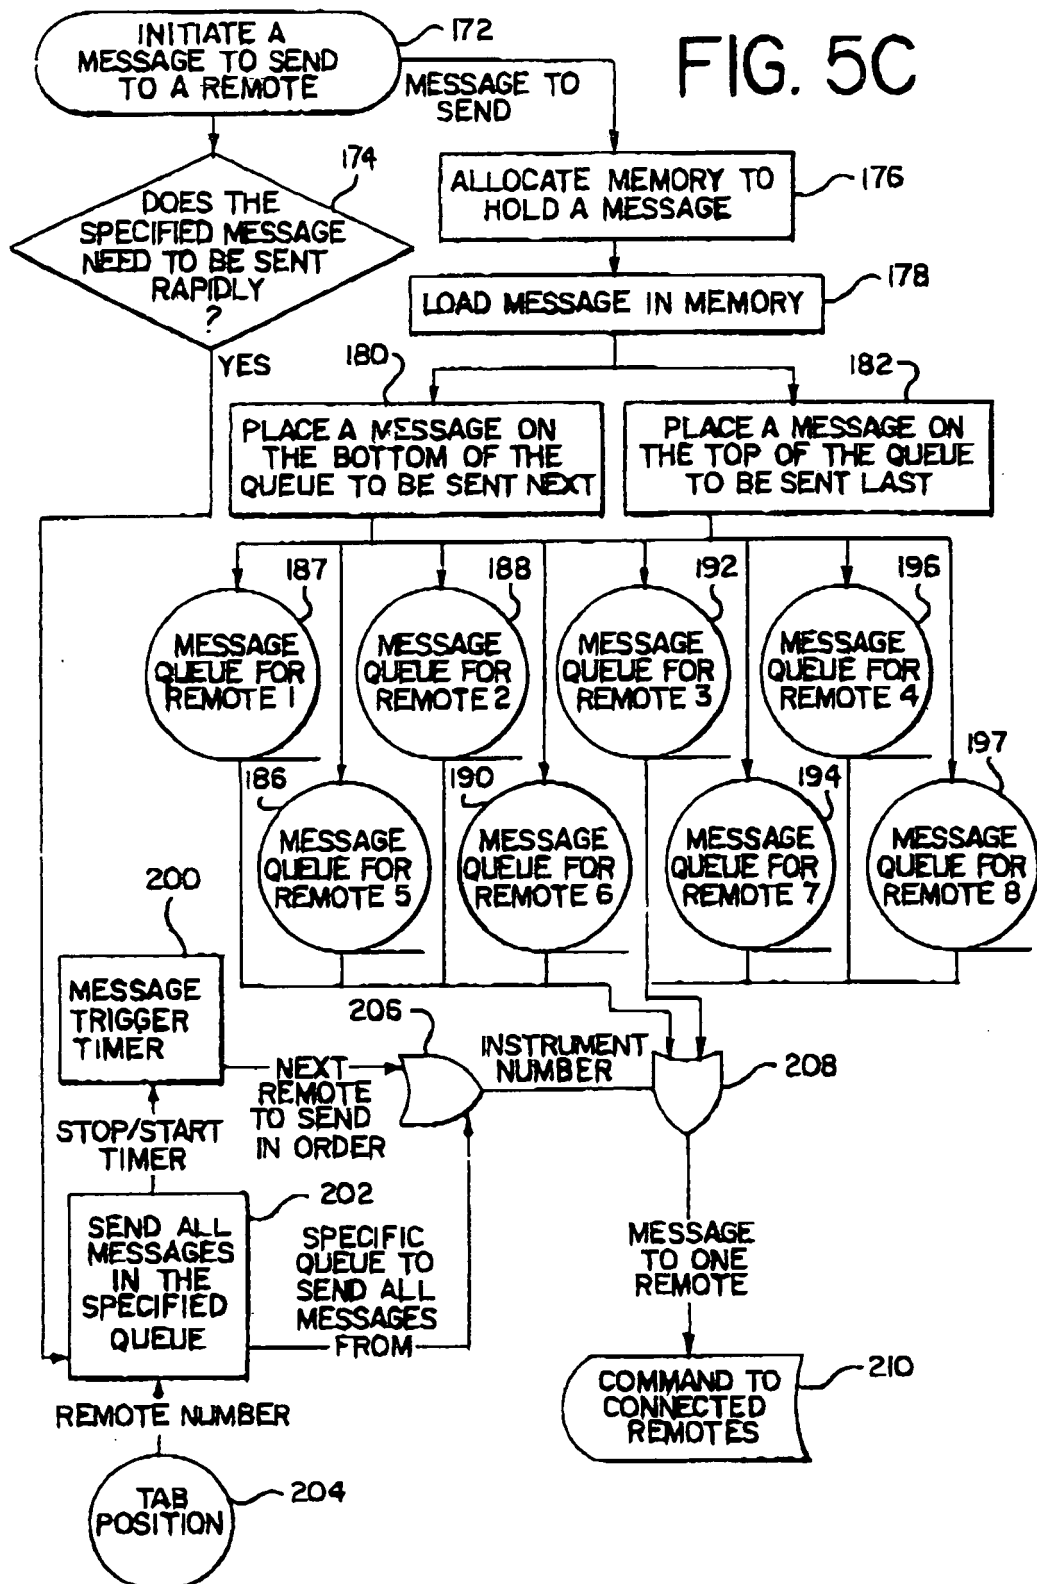 FIG. 5C
INITIATE A
MESSAGE TO SEND
TO A REMOTE
172
MESSAGE TO
SEND
174
DOES THE
SPECIFIED MESSAGE
NEED TO BE SENT
RAPIDLY
?
YES
ALLOCATE MEMORY TO
HOLD A MESSAGE
176
LOAD MESSAGE IN MEMORY
178
180
PLACE A MESSAGE ON
THE BOTTOM OF THE
QUEUE TO BE SENT NEXT
182
PLACE A MESSAGE ON
THE TOP OF THE QUEUE
TO BE SENT LAST
187
MESSAGE
QUEUE FOR
REMOTE 1
188
MESSAGE
QUEUE FOR
REMOTE 2
192
MESSAGE
QUEUE FOR
REMOTE 3
196
MESSAGE
QUEUE FOR
REMOTE 4
186
MESSAGE
QUEUE FOR
REMOTE 5
190
MESSAGE
QUEUE FOR
REMOTE 6
194
MESSAGE
QUEUE FOR
REMOTE 7
197
MESSAGE
QUEUE FOR
REMOTE 8
200
MESSAGE
TRIGGER
TIMER
NEXT
REMOTE
TO SEND
IN ORDER
206
INSTRUMENT
NUMBER
208
STOP/START
TIMER
202
SEND ALL
MESSAGES
IN THE
SPECIFIED
QUEUE
SPECIFIC
QUEUE TO
SEND ALL
MESSAGES
FROM
MESSAGE
TO ONE
REMOTE
COMMAND TO
CONNECTED
REMOTES
210
REMOTE NUMBER
TAB
POSITION
204